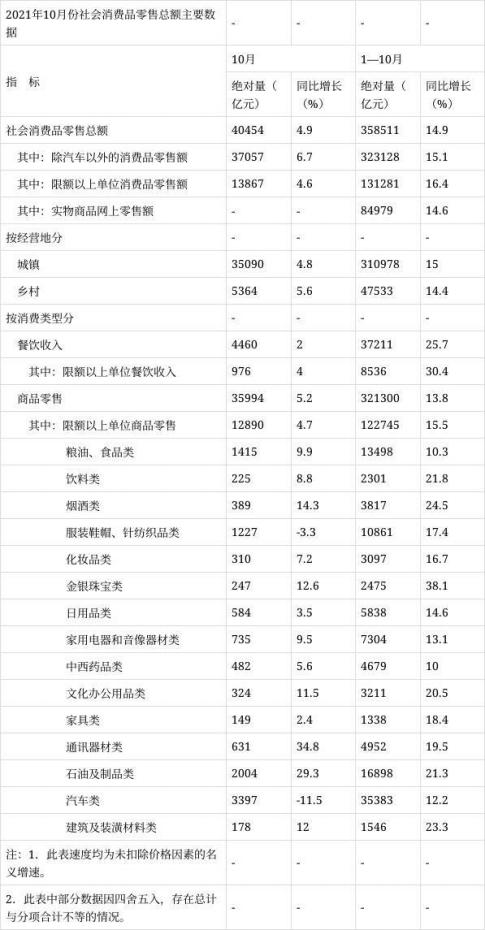 2021年10月份社会消费品零售总额主要数 - - - -
据
指 标 10月 1—10月
绝对量（ 同比增长 绝对量（ 同比增长
亿元） （%） 亿元） （%）
社会消费品零售总额 40454 4.9 358511 14.9
其中：除汽车以外的消费品零售额 37057 6.7 323128 15.1
其中：限额以上单位消费品零售额 13867 4.6 131281 16.4
其中：实物商品网上零售额 - - 84979 14.6
按经营地分 - - - -
城镇 35090 4.8 310978 15
乡村 5364 5.6 47533 14.4
按消费类型分 - - - -
餐饮收入 4460 2 37211 25.7
其中：限额以上单位餐饮收入 976 4 8536 30.4
商品零售 35994 5.2 321300 13.8
其中：限额以上单位商品零售 12890 4.7 122745 15.5
粮油、食品类 1415 9.9 13498 10.3
饮料类 225 8.8 2301 21.8
烟酒类 389 14.3 3817 24.5
服装鞋帽、针纺织品类 1227 -3.3 10861 17.4
化妆品类 310 7.2 3097 16.7
金银珠宝类 247 12.6 2475 38.1
日用品类 584 3.5 5838 14.6
家用电器和音像器材类 735 9.5 7304 13.1
中西药品类 482 5.6 4679 10
文化办公用品类 324 11.5 3211 20.5
家具类 149 2.4 1338 18.4
通讯器材类 631 34.8 4952 19.5
石油及制品类 2004 29.3 16898 21.3
汽车类 3397 -11.5 35383 12.2
建筑及装潢材料类 178 12 1546 23.3
注：1．此表速度均为未扣除价格因素的名 - - - -
义增速。
2．此表中部分数据因四舍五入，存在总计 - - - -
与分项合计不等的情况。